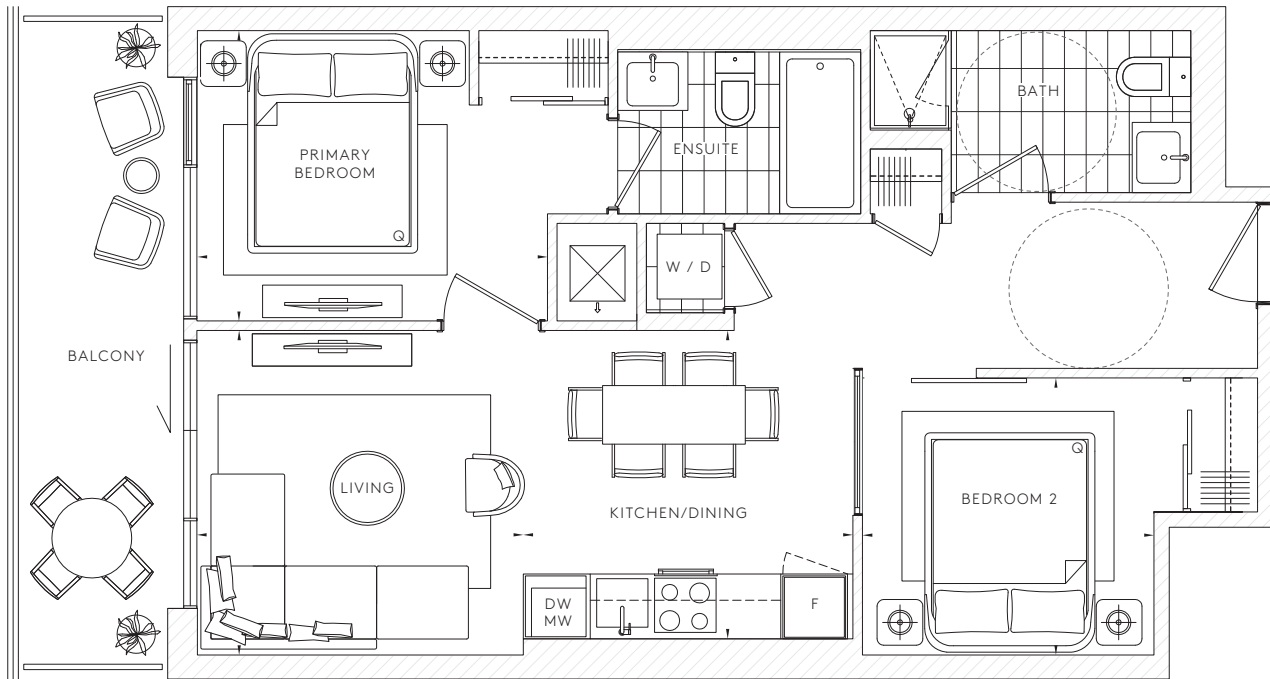 BATH
ENSUITE
PRIMARY
BEDROOM
Q
W / D
BALCONY
Q
LIVING
BEDROOM 2
KITCHEN/DINING
DW
MW
F